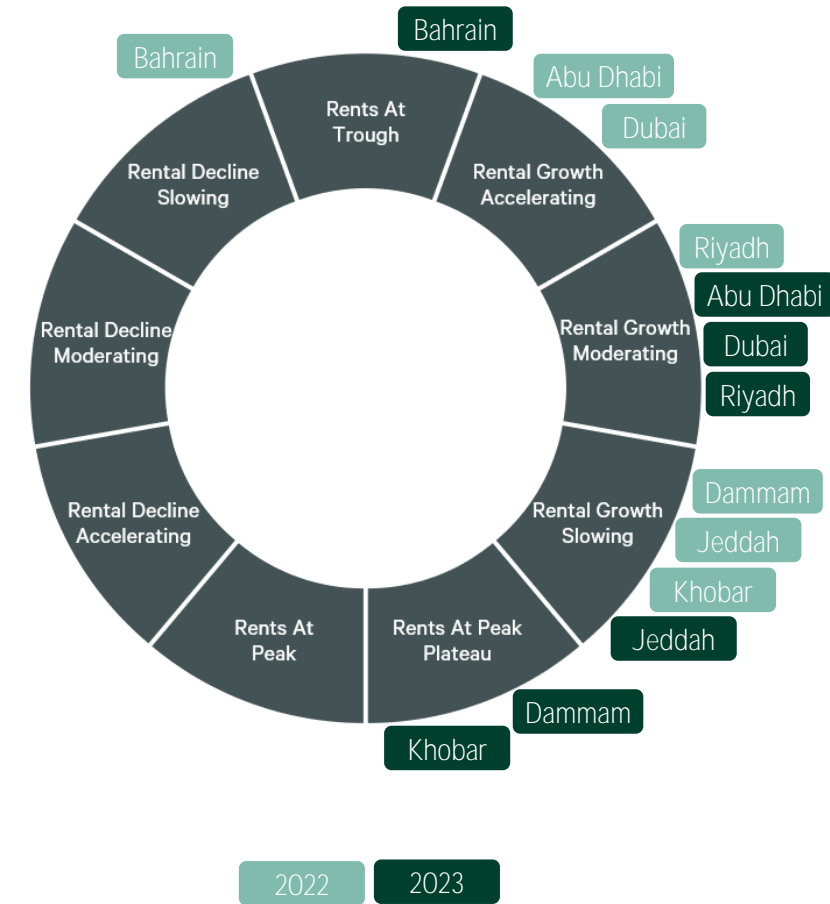 Bahrain
Bahrain
Abu Dhabi
Dubai
Rents At
Trough
Rental Decline
Slowing
Rental Growth
Accelerating
Riyadh
Abu Dhabi
Dubai
Riyadh
Rental Decline
Moderating
Rental Growth
Moderating
Dammam
Jeddah
Khobar
Jeddah
Rental Decline
Accelerating
Rental Growth
Slowing
Rents At
Peak
Rents At Peak
Plateau
Dammam
Khobar
2022
2023